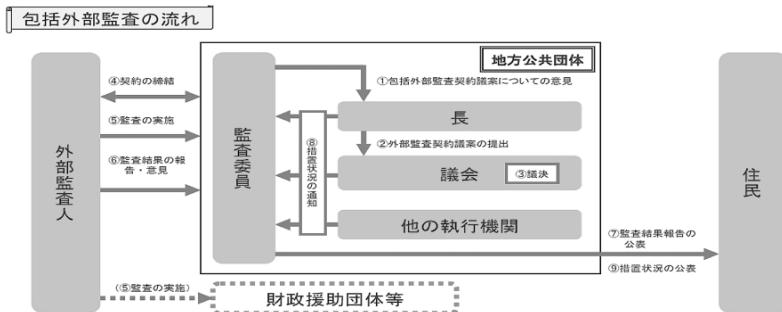 包括外部監査の流れ
地方公共団体
④契約の締結
⑤監査の実施
⑥監査結果の報
告・意見
外部監査人
監査委員
①包括外部監査契約議案についての意見
長
②外部監査契約議案の提出
⑧措置状況の通知
議会
③議決
他の執行機関
住民
⑦監査結果報告の
公表
⑨措置状況の公表
(⑤監査の実施)
財政援助団体等